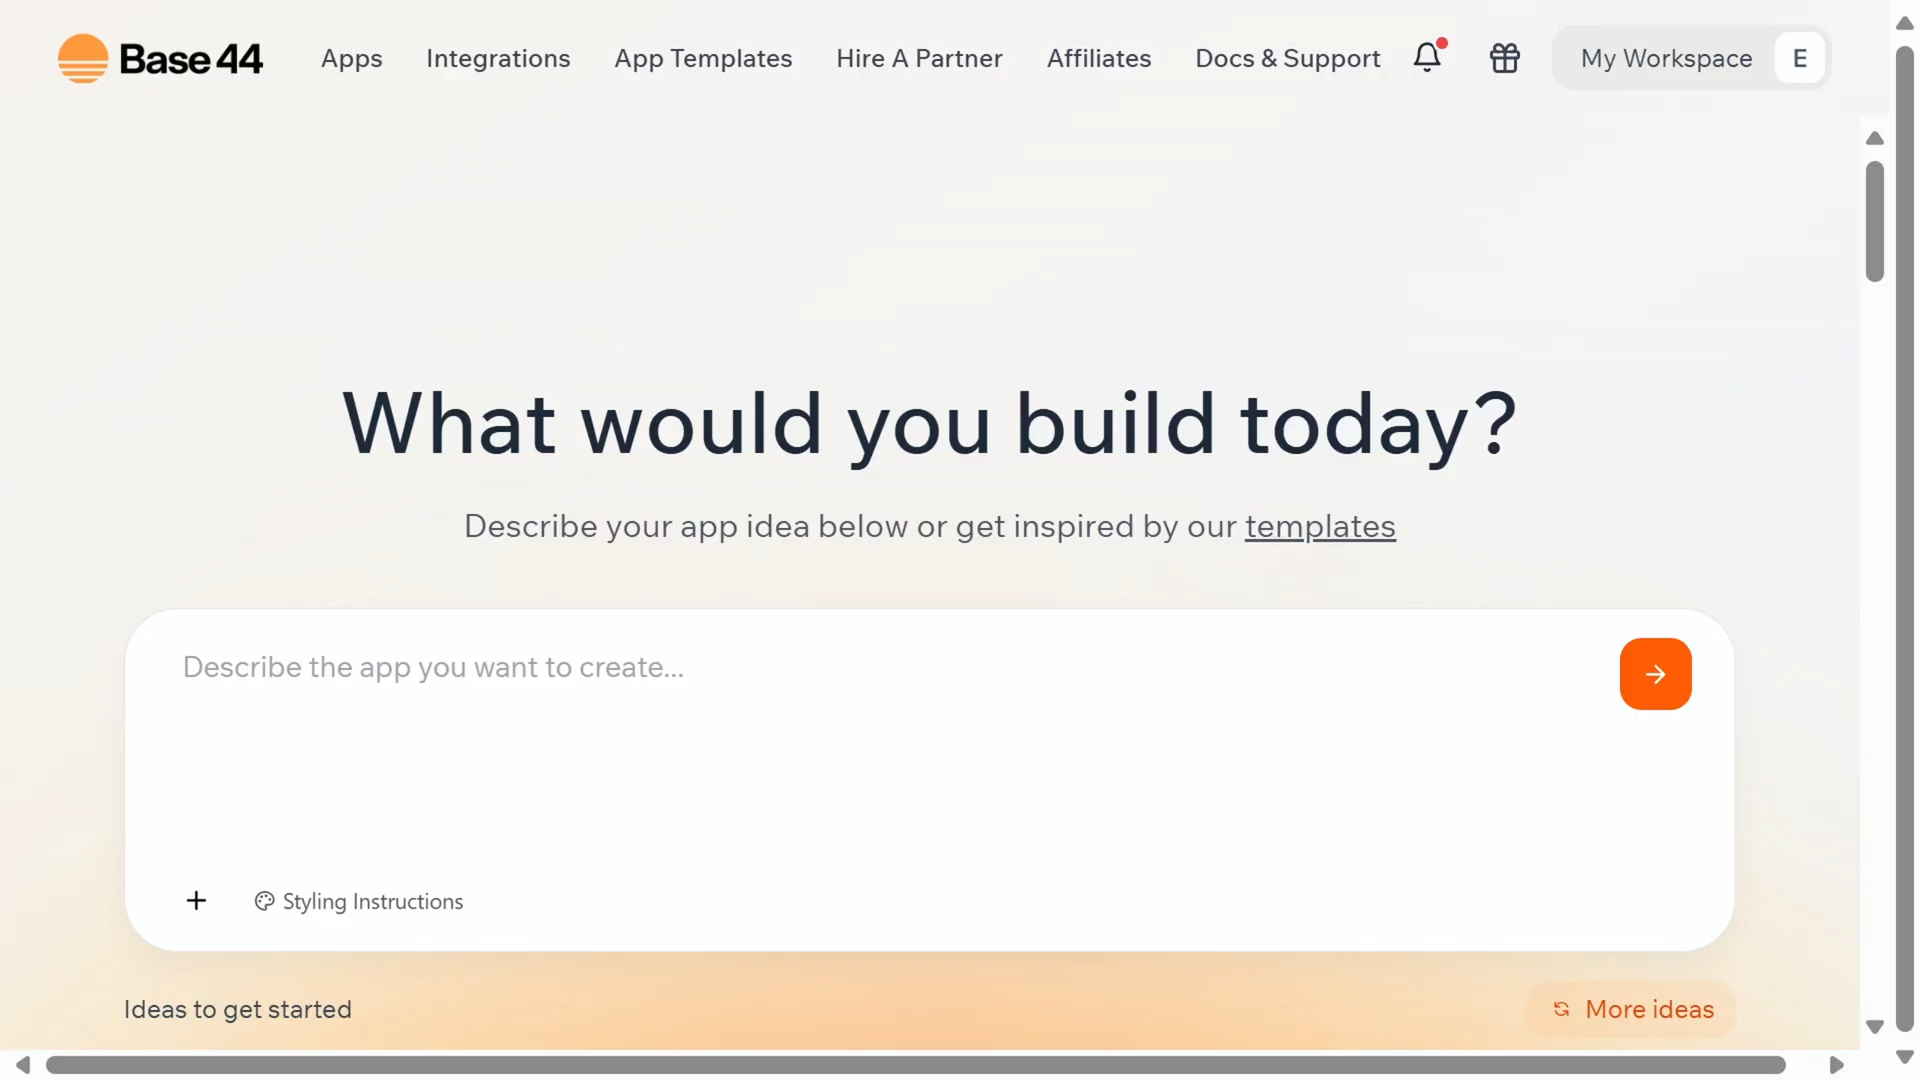 Base 44
Apps
Integrations
App Templates
Hire A Partner
Affiliates
Docs & Support
My Workspace
E
What would you build today?
Describe your app idea below or get inspired by our templates
Describe the app you want to create...
Styling Instructions
Ideas to get started
More ideas